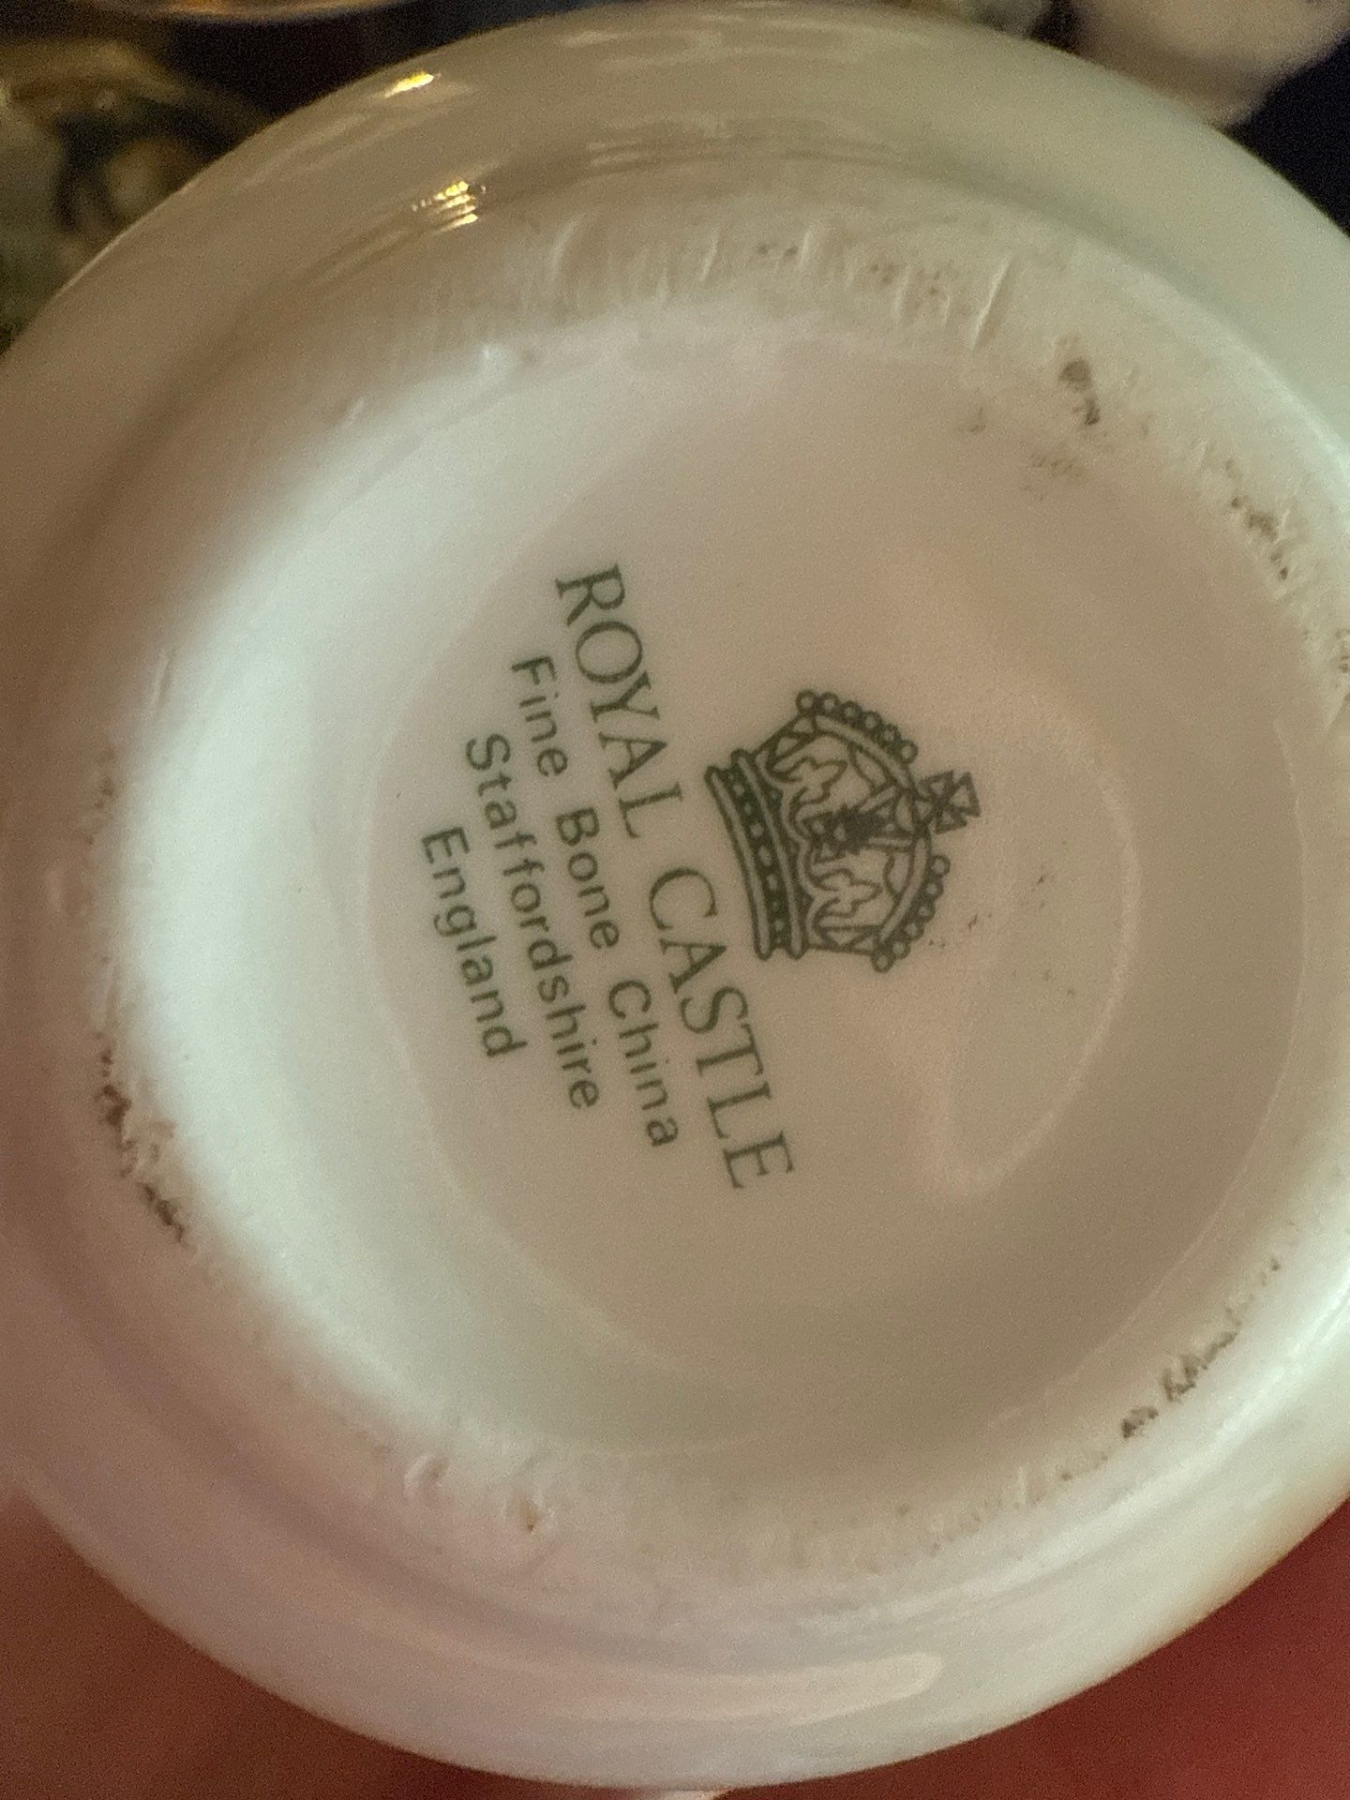 ROYAL CASTLE
Fine Bone China
Staffordshire
England